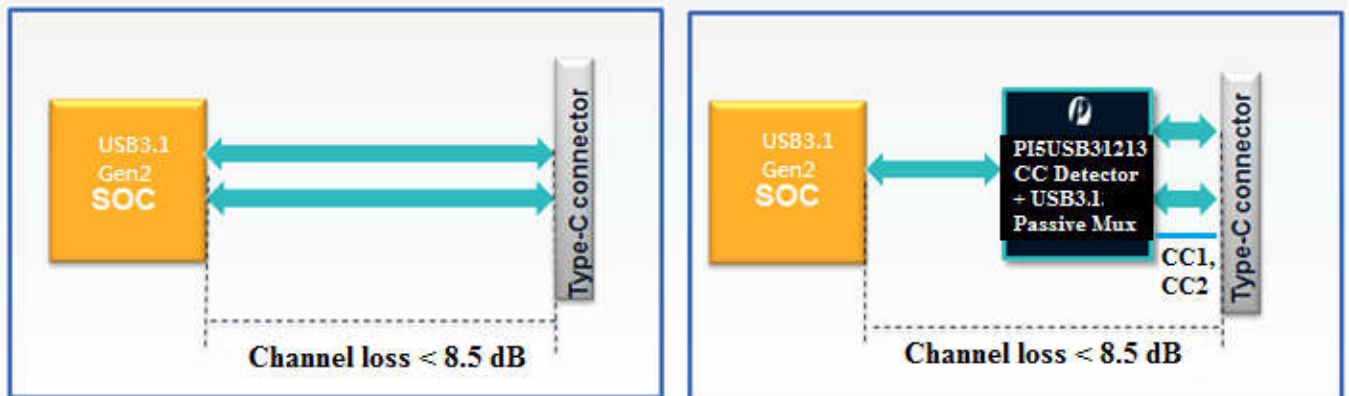 USB3.1
Gen2
SOC
Type-C connector
Channel loss < 8.5 dB
USB3.1
Gen2
SOC
PI5USB31213
CC Detector
+ USB3.1
Passive Mux
CC1,
CC2
Type-C connector
Channel loss < 8.5 dB